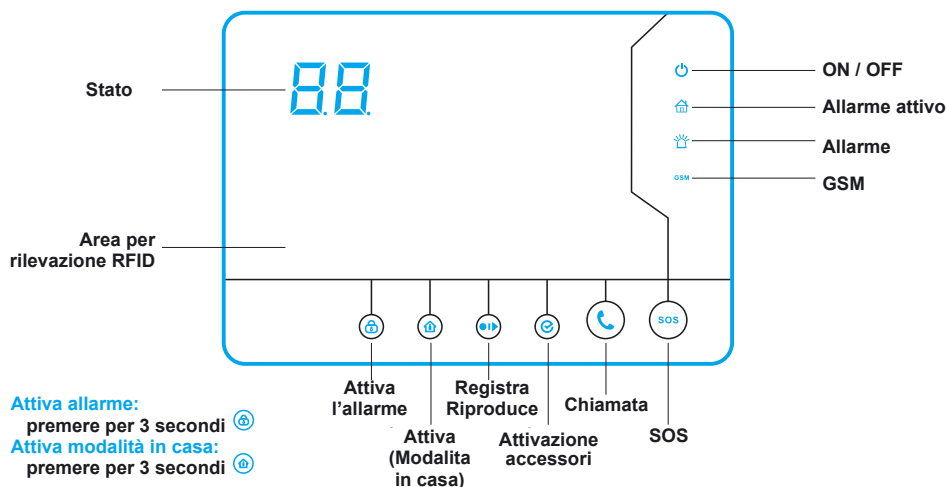 88
Stato
ON / OFF
Allarme attivo
Allarme
GSM
GSM
Area per
rilevazione RFID
SOS
Attiva
l'allarme
Registra
Riproduce
Chiamata
Attiva
(Modalita
in casa)
Attivazione
accessori
SOS
Attiva allarme:
premere per 3 secondi
Attiva modalità in casa:
premere per 3 secondi